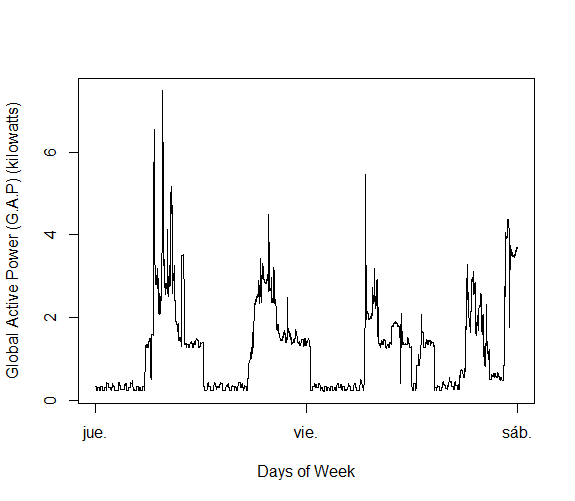 Global Active Power (G.A.P) (kilowatts)
6
4
2
0
jue.
vie.
sáb.
Days of Week